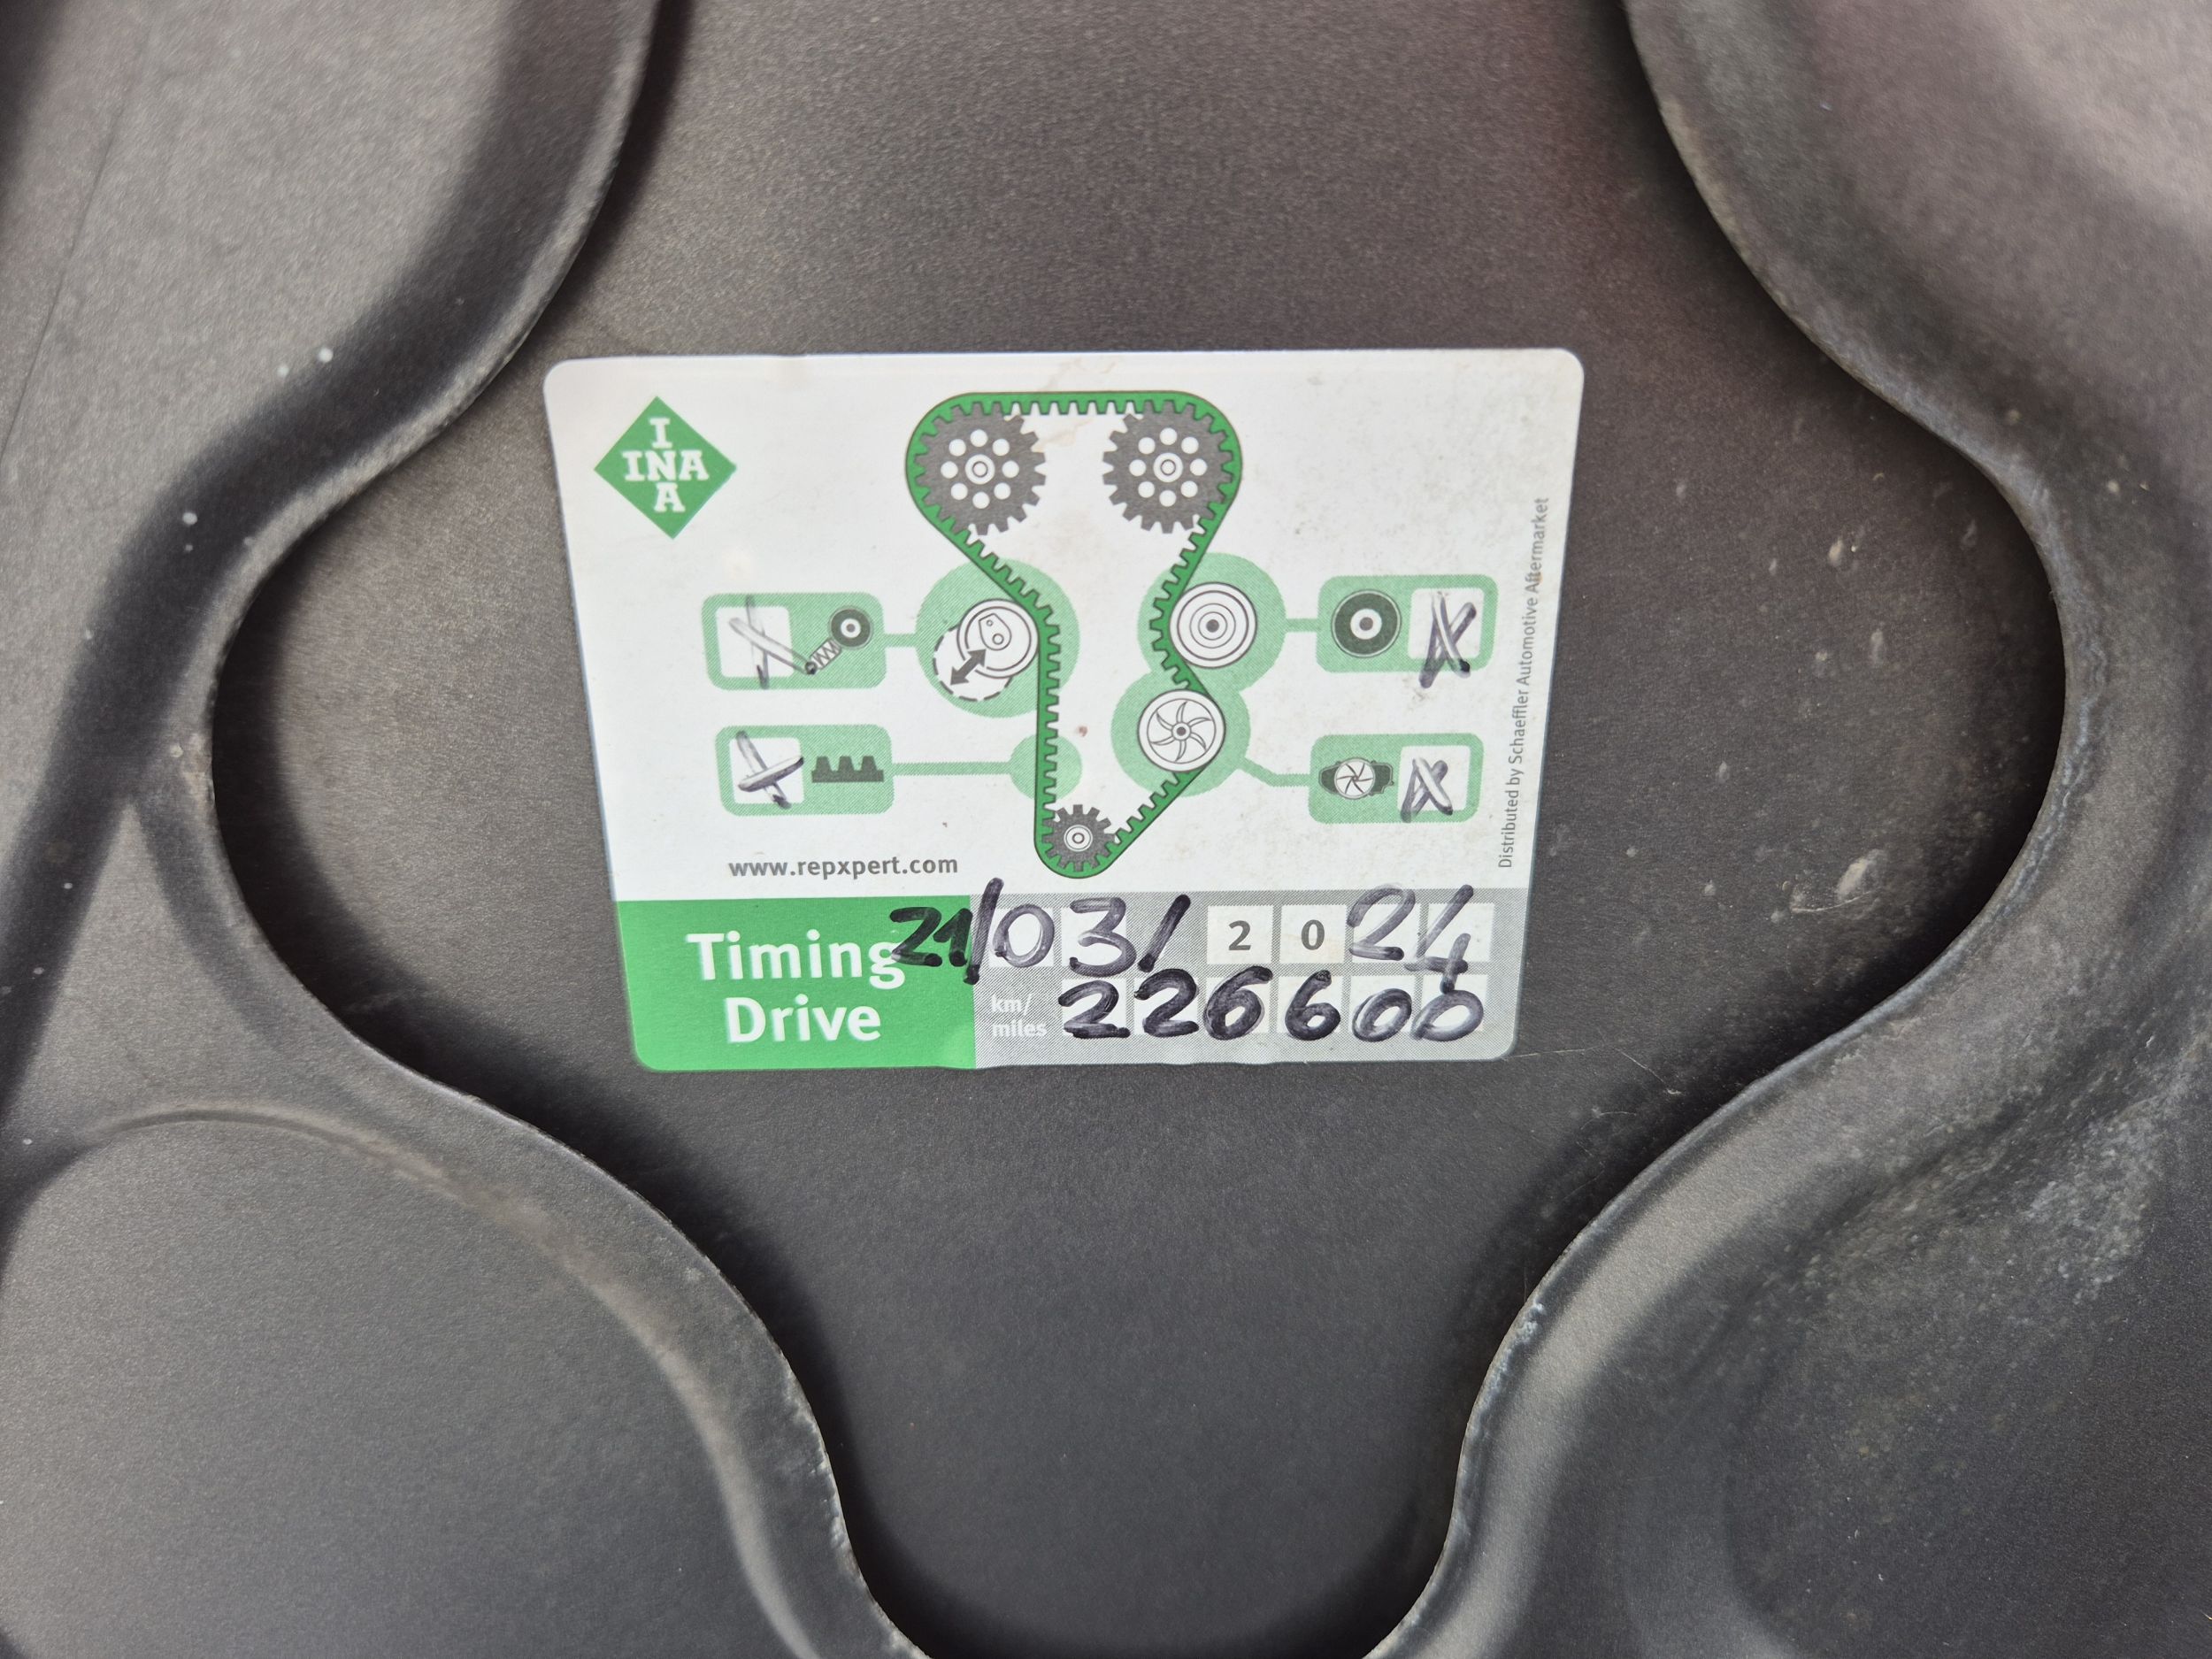 I
INA
A
www.repxpert.com
Distributed by Schaeffler Automotive Aftermarket
Timing
Drive
21/03/2024
km/
miles
226600